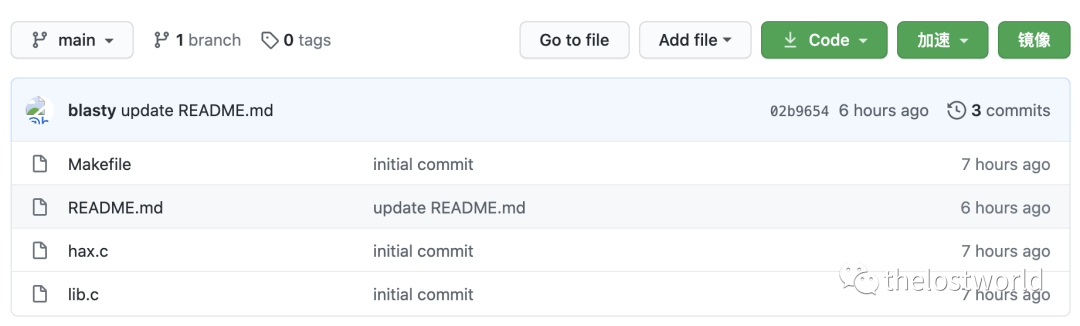 main 1 branch 0 tags Go to file Add file Code 加速 镜像
blasty update README.md 02b9654 6 hours ago 3 commits
Makefile initial commit 7 hours ago
README.md update README.md 6 hours ago
hax.c initial commit 7 hours ago
thelostworld
lib.c initial commit 7 hours ago